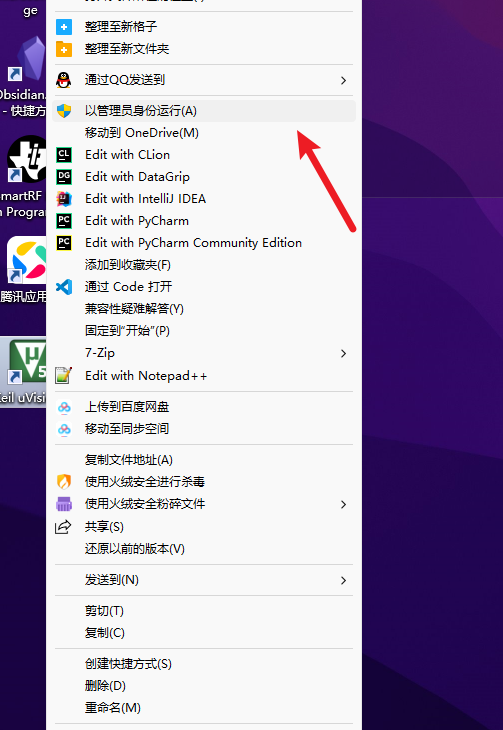 ge
整理至新格子
整理至新文件夹
通过QQ发送到
以管理员身份运行(A)
移动到 OneDrive(M)
CL
Edit with CLion
DG
Edit with DataGrip
Edit with IntelliJ IDEA
PC
Edit with PyCharm
PC
Edit with PyCharm Community Edition
添加到收藏夹(F)
通过 Code 打开
兼容性疑难解答(Y)
固定到"开始"(P)
7-Zip
Edit with Notepad++
上传到百度网盘
移动至同步空间
复制文件地址(A)
使用火绒安全进行杀毒
使用火绒安全粉碎文件
共享(S)
还原以前的版本(V)
发送到(N)
剪切(T)
复制(C)
创建快捷方式(S)
删除(D)
重命名(M)
Obsidian
- 快捷方
SmartRF
Progra
腾讯应用
μ
5
Keil uVisi